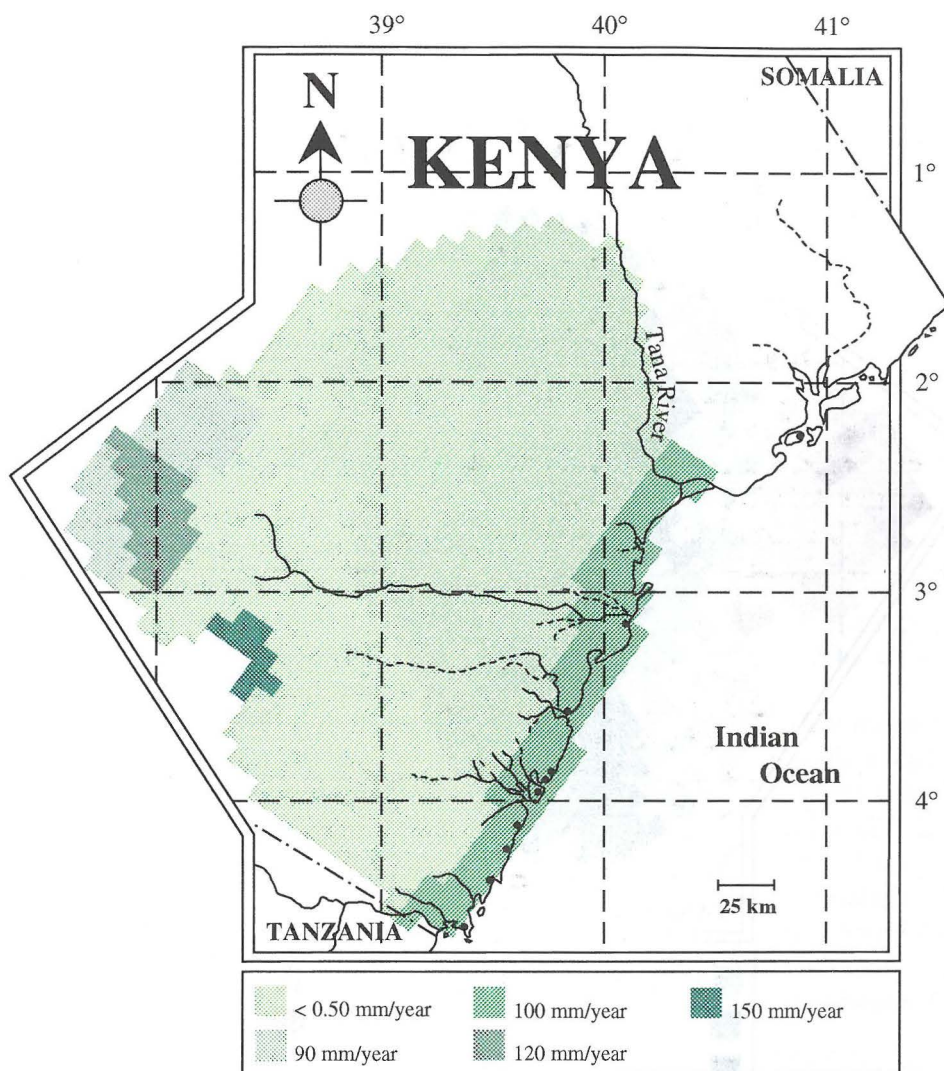 39° 40° 41°
SOMALIA
N
KENYA
1°
Tana River
2°
3°
Indian
Ocean
4°
25 km
TANZANIA
< 0.50 mm/year 100 mm/year 150 mm/year
90 mm/year 120 mm/year